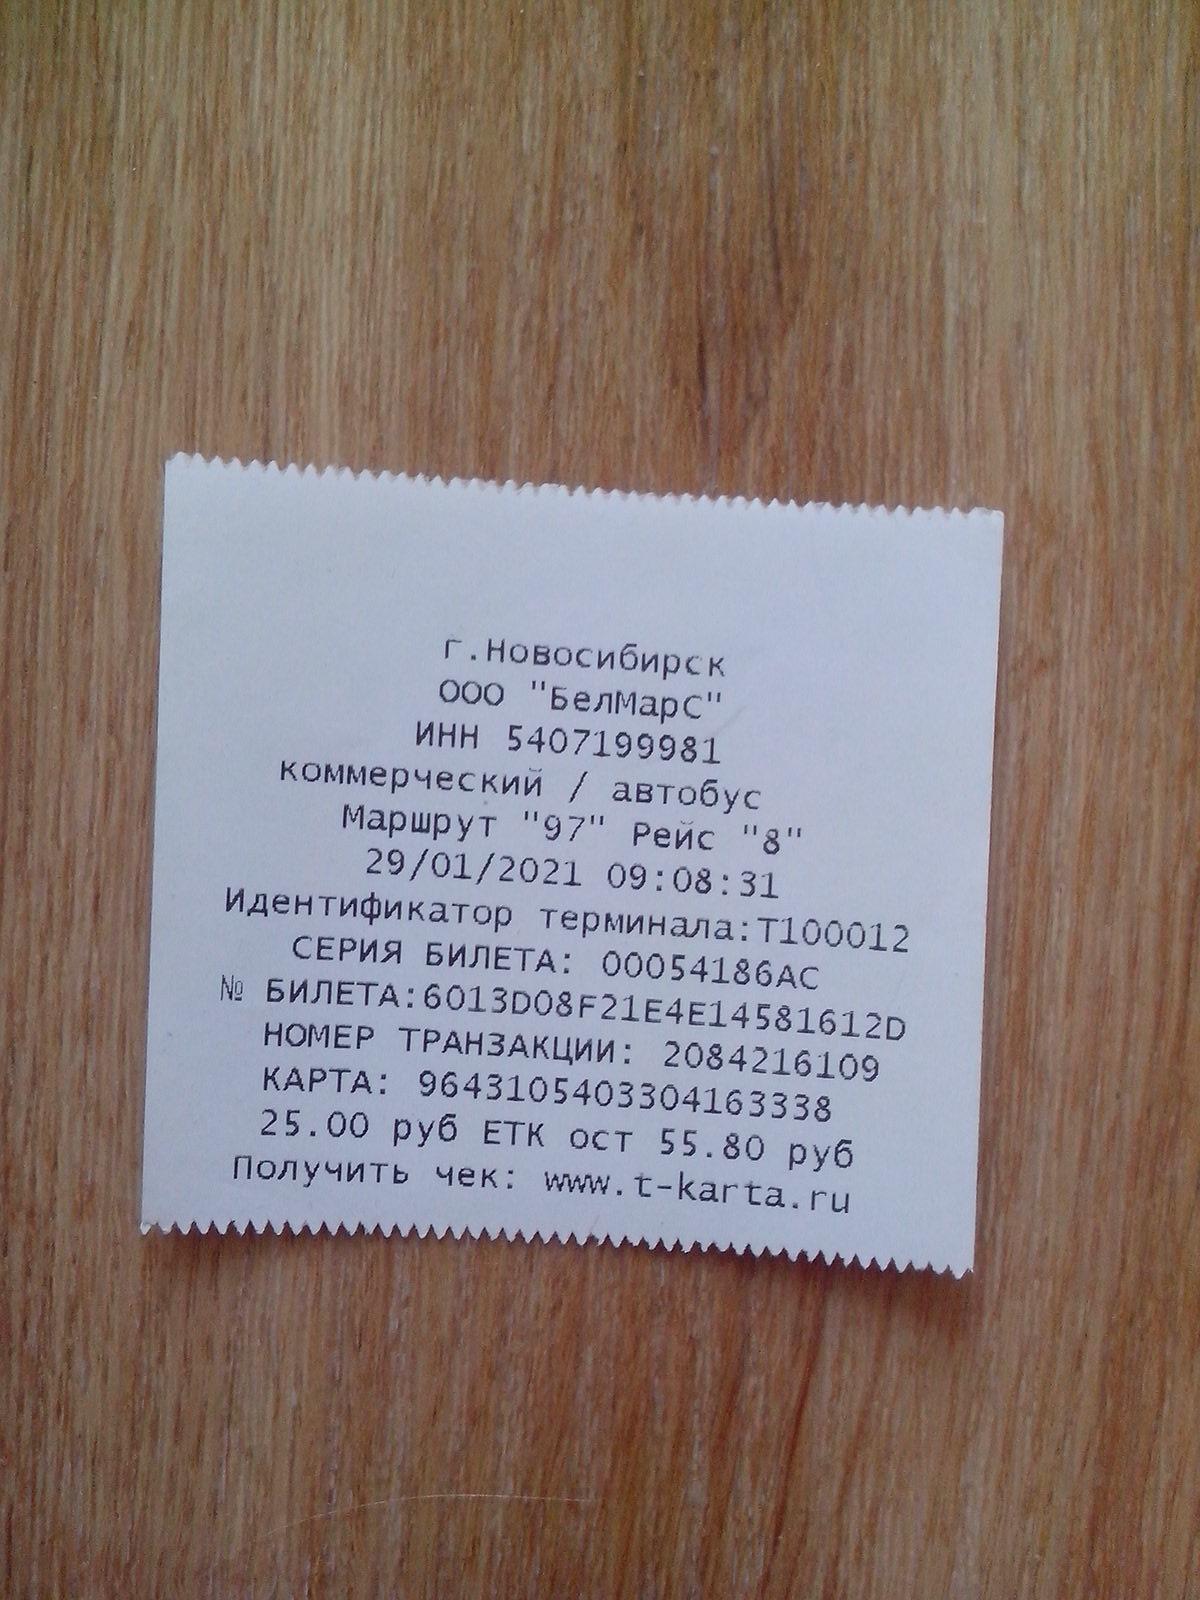 г.Новосибирск
ООО "БелМарС"
ИНН 5407199981
коммерческий / автобус
Маршрут "97" Рейс "8"
29/01/2021 09:08:31
Идентификатор терминала:Т100012
СЕРИЯ БИЛЕТА: 00054186АС
№ БИЛЕТА:6013D08F21E4E14581612D
НОМЕР ТРАНЗАКЦИИ: 2084216109
КАРТА: 9643105403304163338
25.00 руб ЕТК ост 55.80 руб
Получить чек: www.t-karta.ru